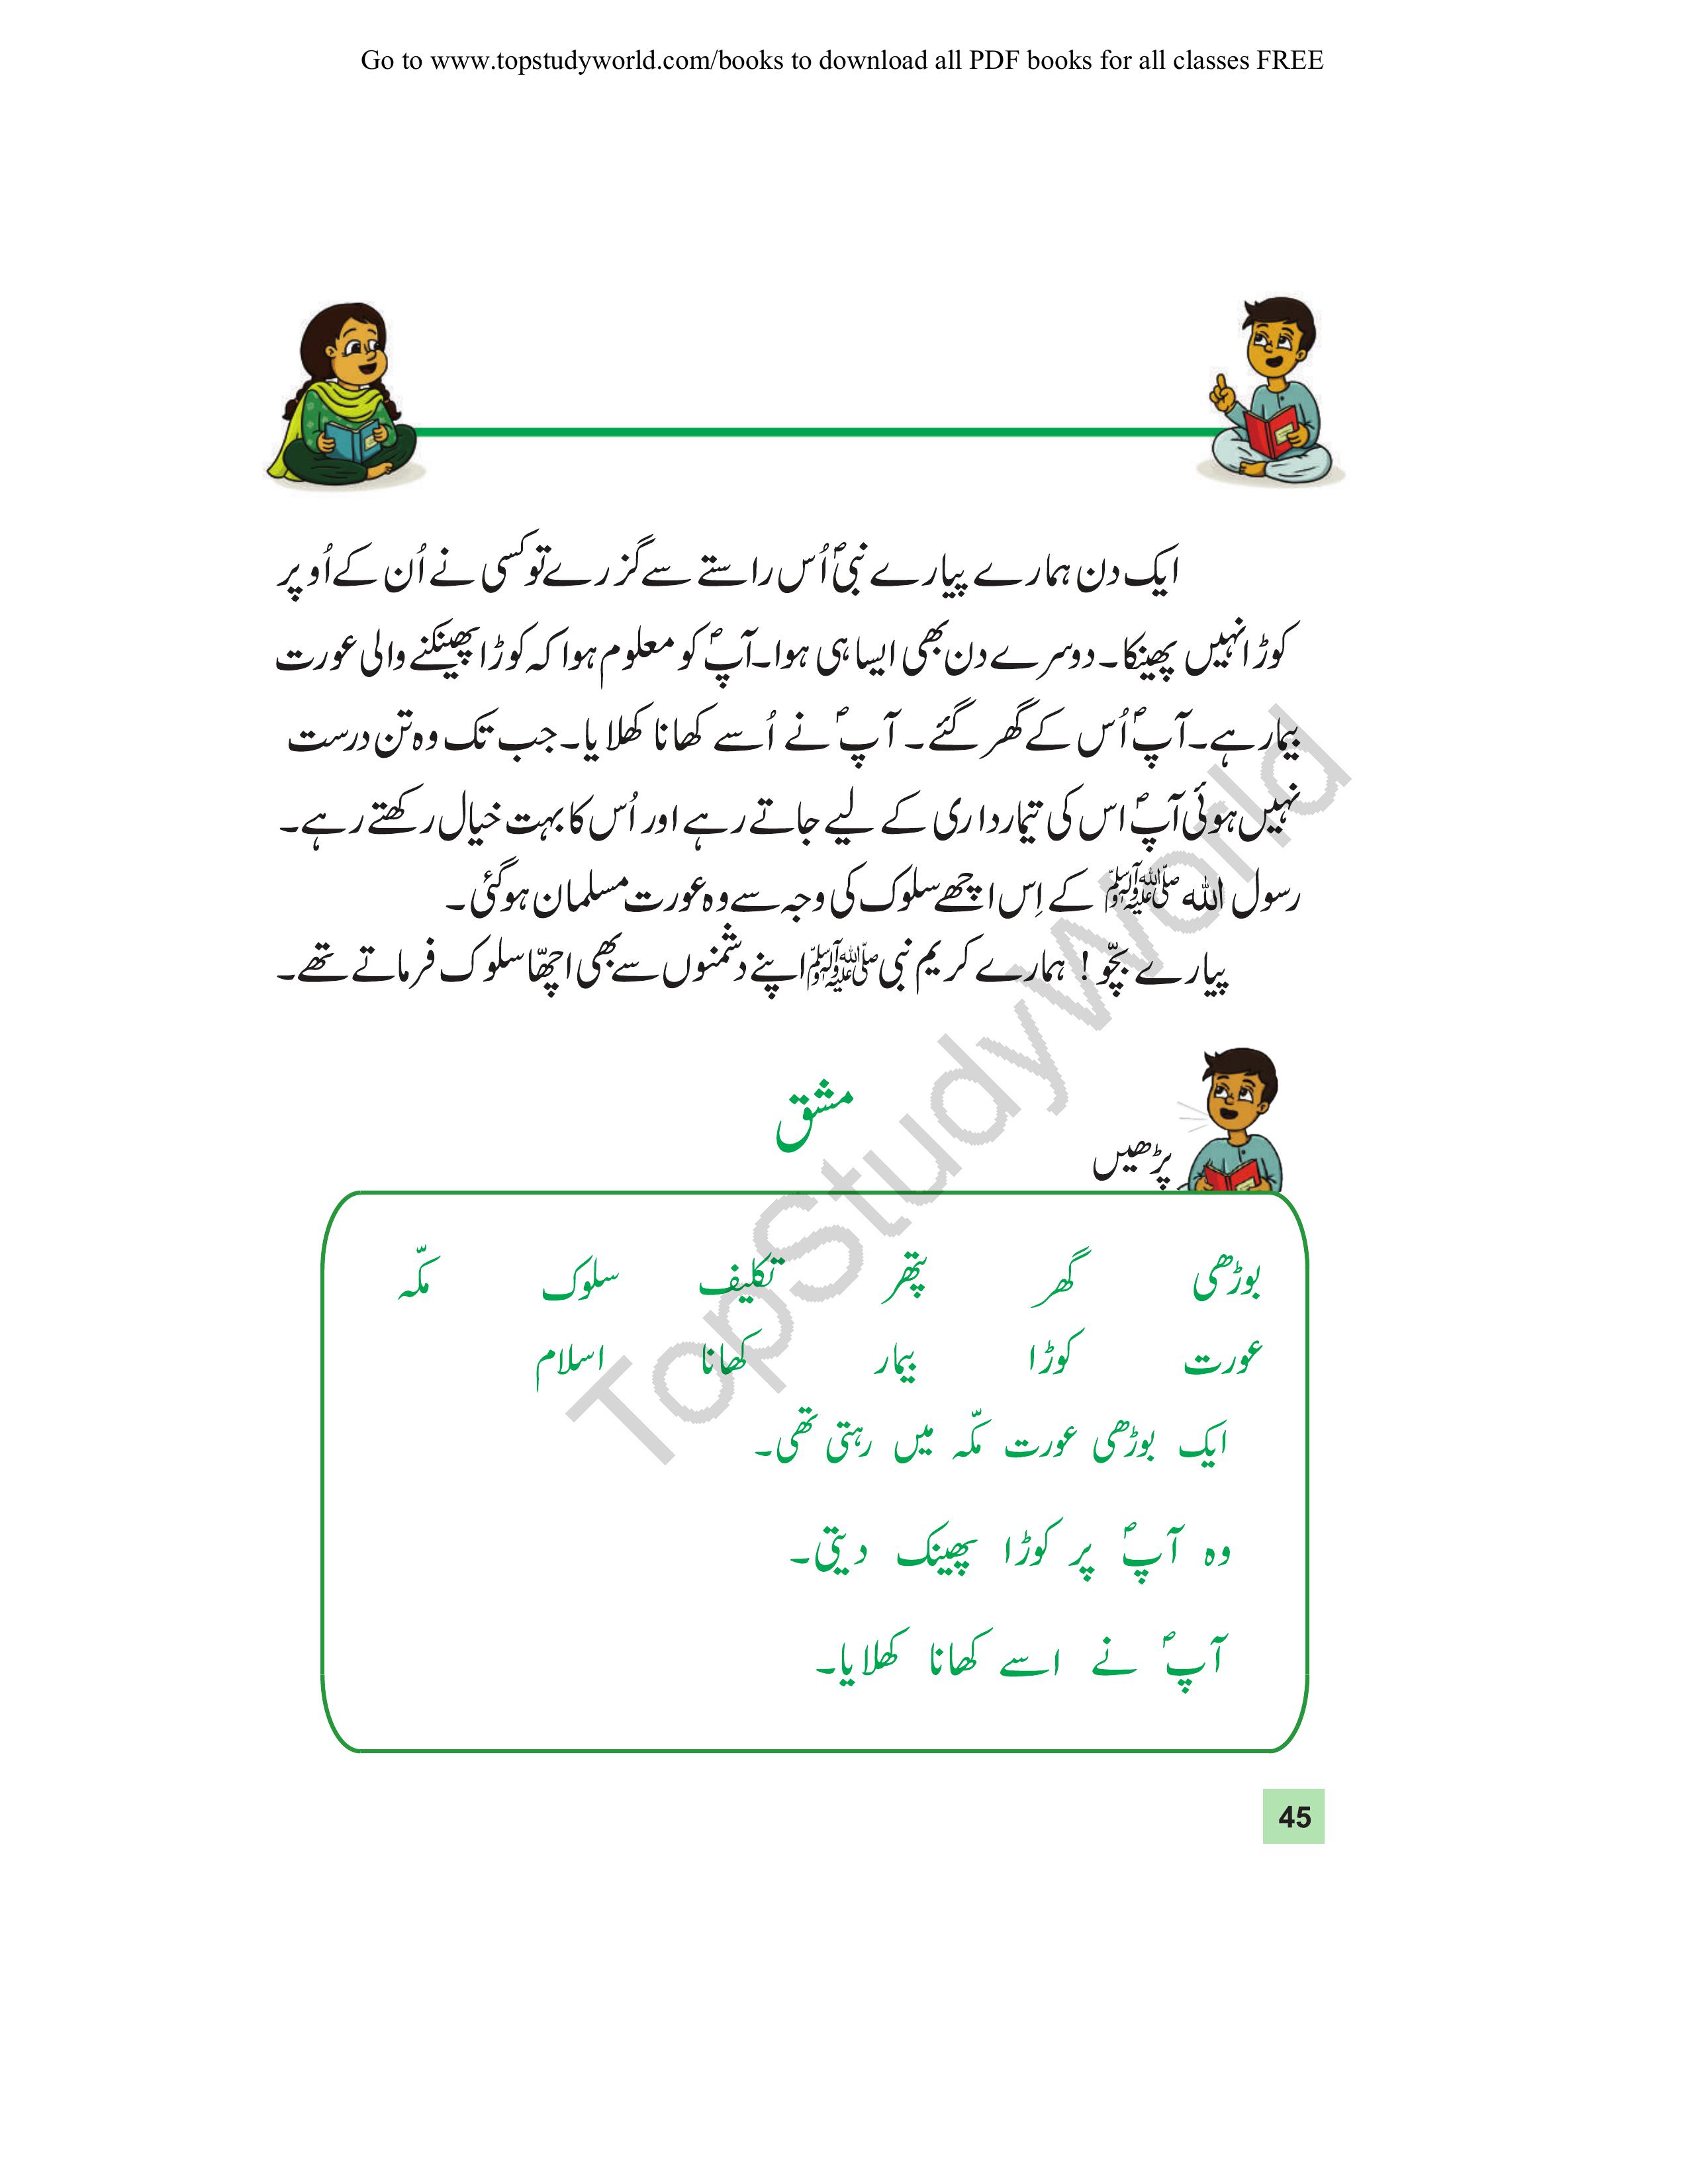 Go to www.topstudyworld.com/books to download all PDF books for all classes FREE
ایک دن ہمارے پیارے نبیؐ اُس راستے سے گزرے تو کسی نے اُن کے اُوپر
کوڑا نہیں پھینکا۔ دوسرے دن بھی ایسا ہی ہوا۔ آپؐ کو معلوم ہوا کہ کوڑا پھینکنے والی عورت
بیمار ہے۔ آپؐ اُس کے گھر گئے۔ آپؐ نے اُسے کھانا کھلایا۔ جب تک وہ تن درست
نہیں ہوئی آپؐ اس کی تیمارداری کے لیے جاتے رہے اور اُس کا بہت خیال رکھتے رہے۔
رسول اللہ ﷺ کے اِس اچھے سلوک کی وجہ سے وہ عورت مسلمان ہو گئی۔
پیارے بچّو! ہمارے کریم نبی ﷺ اپنے دشمنوں سے بھی اچھّا سلوک فرماتے تھے۔
مشق
پڑھیں
بوڑھی گھر پتھر تکلیف سلوک مکّہ
عورت کوڑا بیمار کھانا اسلام
ایک بوڑھی عورت مکّہ میں رہتی تھی۔
وہ آپؐ پر کوڑا پھینک دیتی۔
آپؐ نے اسے کھانا کھلایا۔
TopStudyWorld
45